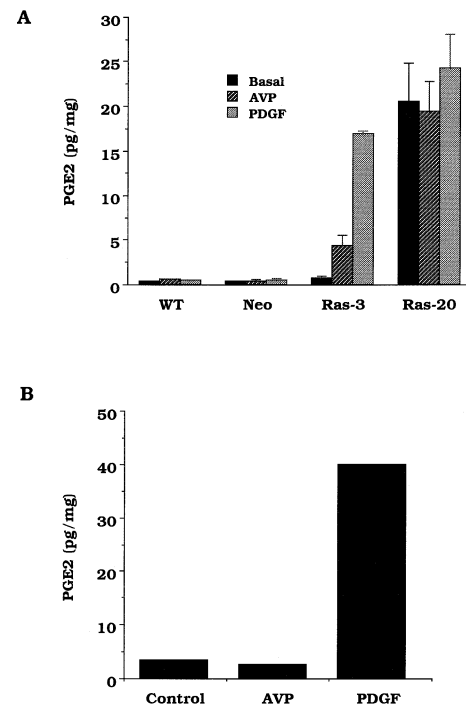 A
30
25
20
15
10
5
0
PGE2 (pg/mg)
Basal
AVP
PDGF
WT Neo Ras-3 Ras-20
B
50
40
30
20
10
0
PGE2 (pg/mg)
Control AVP PDGF